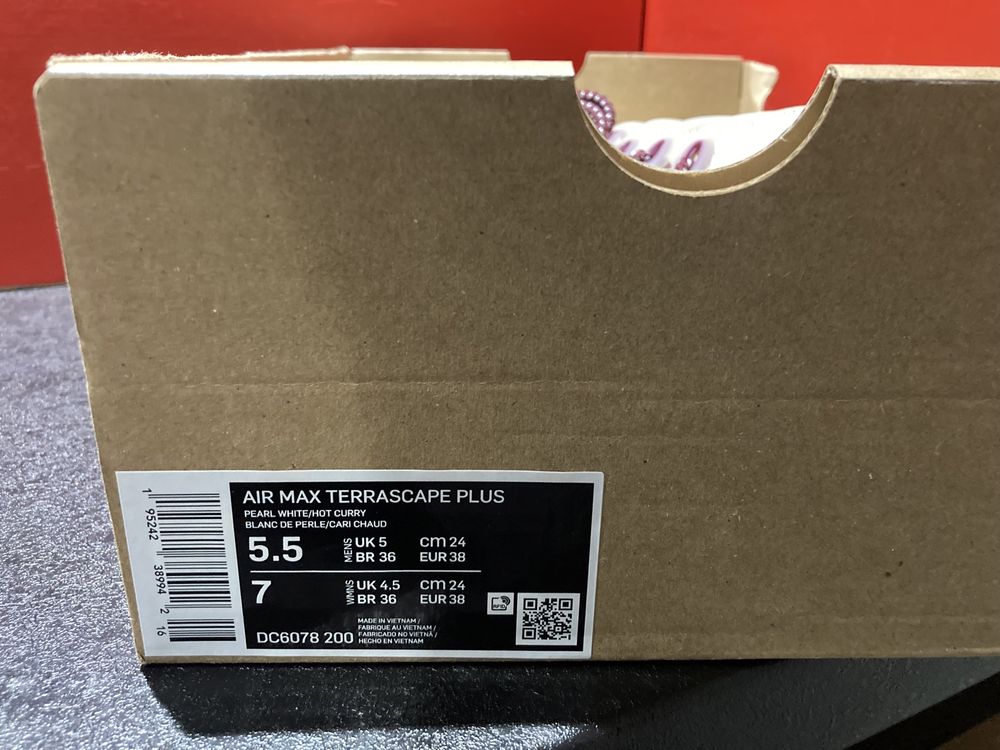 AIR MAX TERRASCAPE PLUS
PEARL WHITE/HOT CURRY
BLANC DE PERLE/CARI CHAUD
5.5 MENS UK 5 CM 24
BR 36 EUR 38
7 WMNS UK 4.5 CM 24
BR 36 EUR 38
DC6078 200
MADE IN VIETNAM /
FABRIQUE AU VIETNAM /
FABRICADO NO VIETNÃ /
HECHO EN VIETNAM
RFID
1 95242 38994 2 16